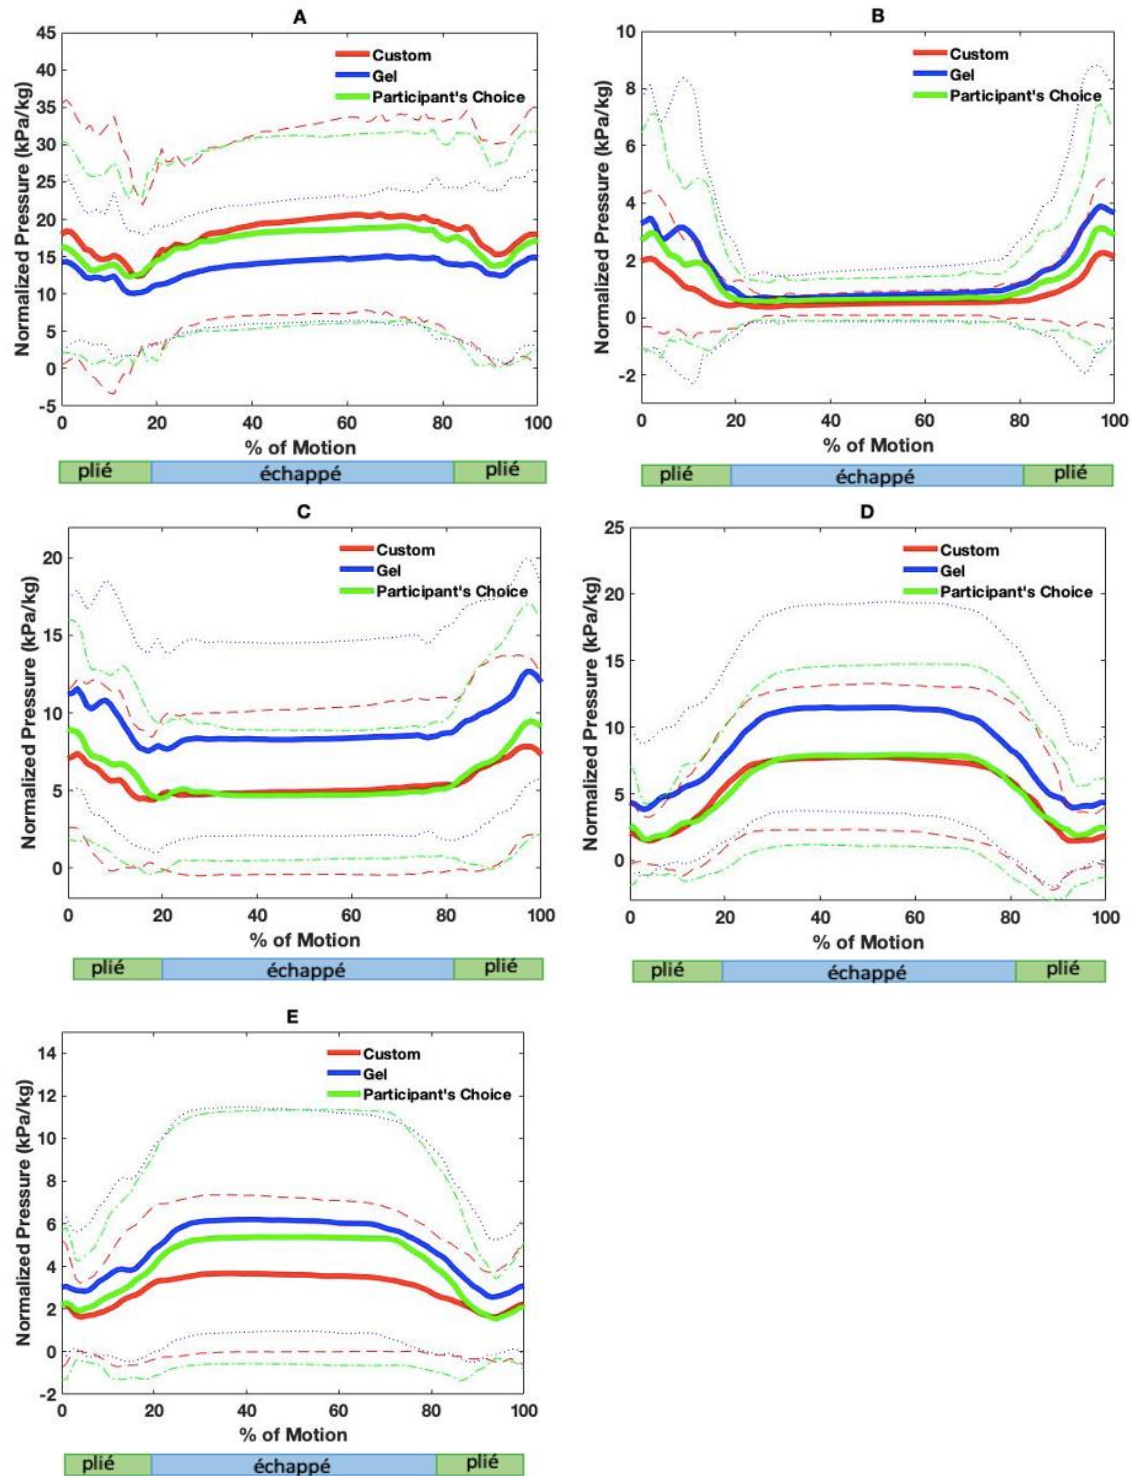 A
Normalized Pressure (kPa/kg)
45
40
35
30
25
20
15
10
5
0
-5
Custom
Gel
Participant's Choice
0 20 40 60 80 100
% of Motion
plié échappé plié
B
Normalized Pressure (kPa/kg)
10
8
6
4
2
0
-2
Custom
Gel
Participant's Choice
0 20 40 60 80 100
% of Motion
plié échappé plié
C
Normalized Pressure (kPa/kg)
20
15
10
5
0
Custom
Gel
Participant's Choice
0 20 40 60 80 100
% of Motion
plié échappé plié
D
Normalized Pressure (kPa/kg)
25
20
15
10
5
0
Custom
Gel
Participant's Choice
0 20 40 60 80 100
% of Motion
plié échappé plié
E
Normalized Pressure (kPa/kg)
14
12
10
8
6
4
2
0
-2
Custom
Gel
Participant's Choice
0 20 40 60 80 100
% of Motion
plié échappé plié